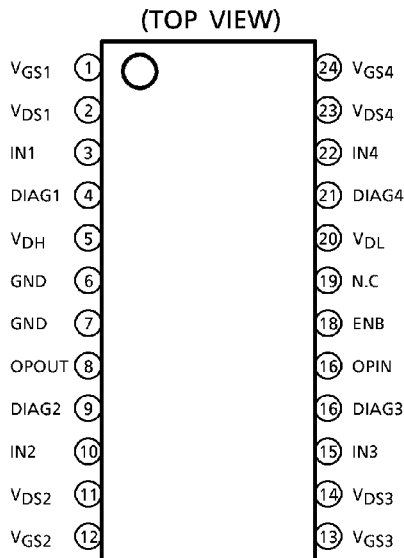 (TOP VIEW)
VGS1 1 24 VGS4
VDS1 2 23 VDS4
IN1 3 22 IN4
DIAG1 4 21 DIAG4
VDH 5 20 VDL
GND 6 19 N.C
GND 7 18 ENB
OPOUT 8 16 OPIN
DIAG2 9 16 DIAG3
IN2 10 15 IN3
VDS2 11 14 VDS3
VGS2 12 13 VGS3